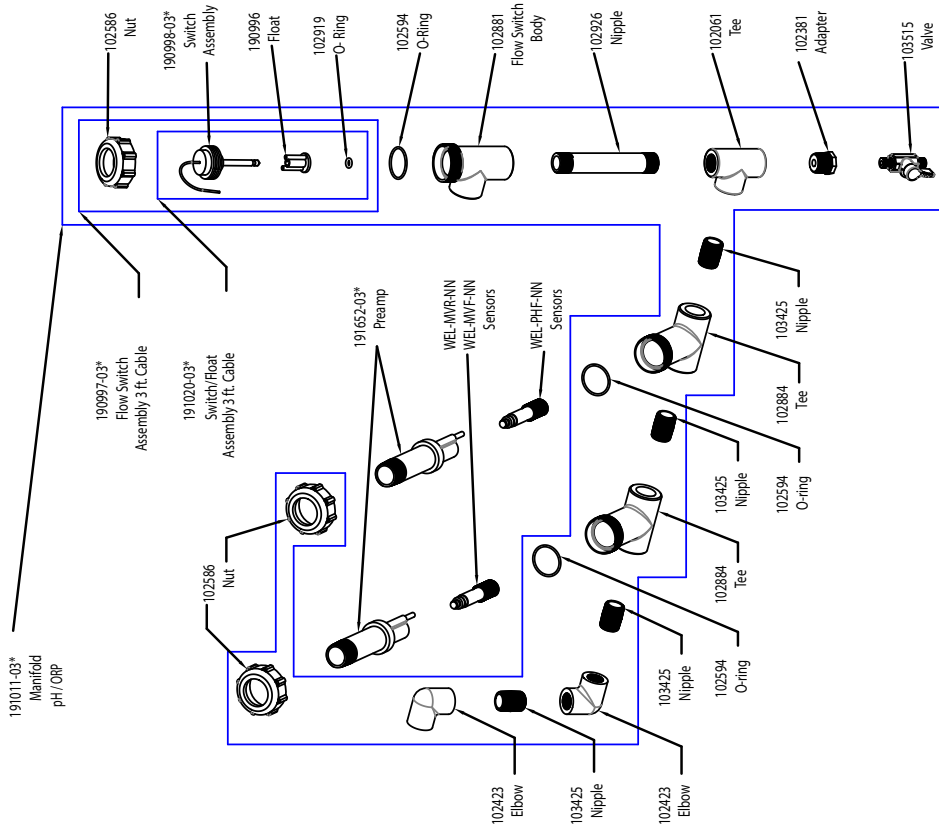 102586
Nut
190998-03*
Switch
Assembly
190996
Float
102919
O- Ring
102594
O-Ring
102881
Flow Switch
Body
102926
Nipple
102061
Tee
102381
Adapter
103515
Valve
191011-03*
Manifold
pH / ORP
190997-03*
Flow Switch
Assembly 3 ft. Cable
191020-03*
Switch/Float
Assembly 3 ft. Cable
191652-03*
Preamp
WEL-MVR-NN
WEL-MVF-NN
Sensors
WEL-PHF-NN
Sensors
102586
Nut
103425
Nipple
102884
Tee
102594
O-ring
103425
Nipple
102884
Tee
102594
O-ring
103425
Nipple
102423
Elbow
103425
Nipple
102423
Elbow